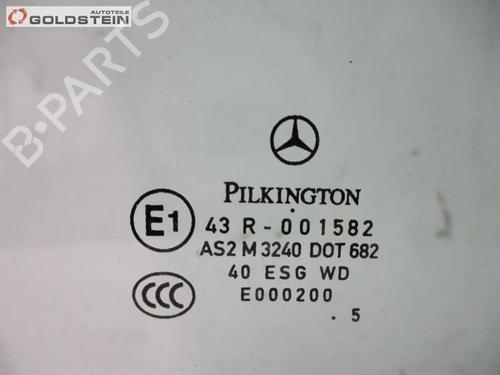 AUTOTEILE
GOLDSTEIN
B-PARTS
PILKINGTON
E1
43 R - 001582
AS2 M 3240 DOT 682
40 ESG WD
CCC
E000200
. 5